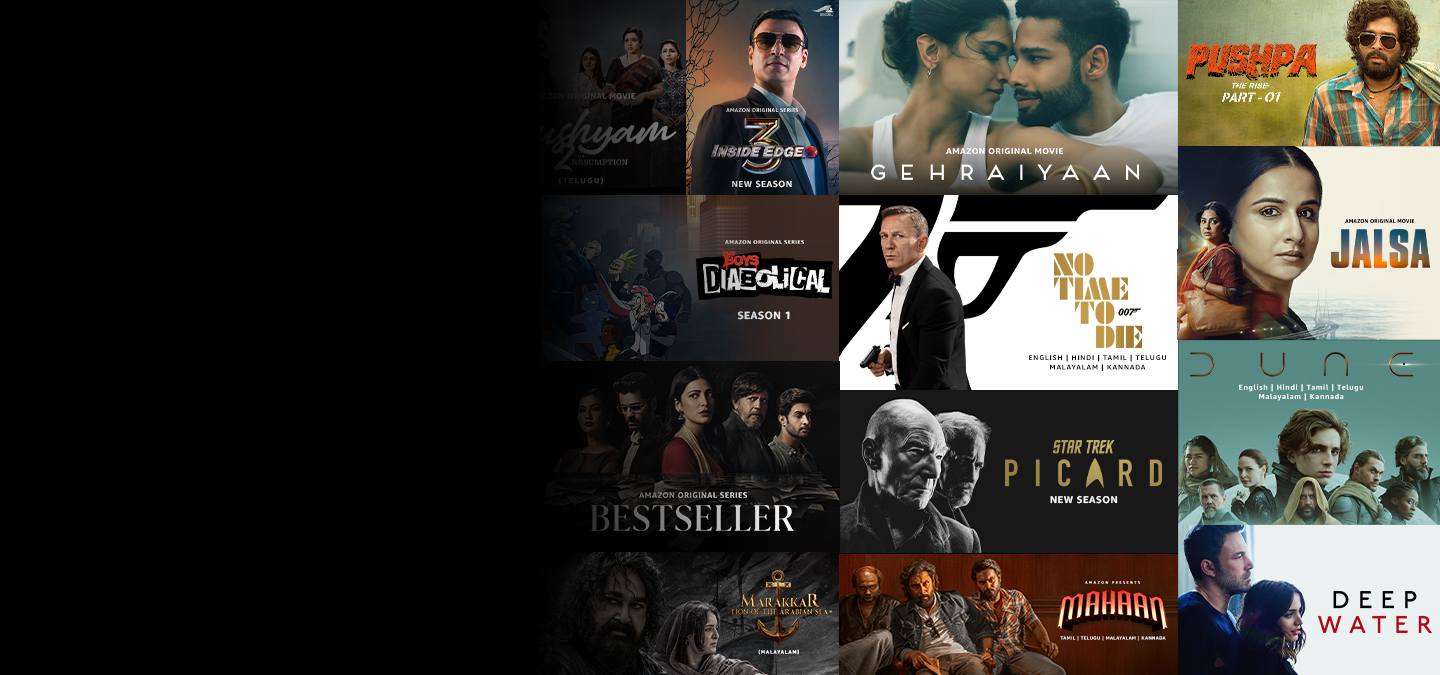 AMAZON ORIGINAL MOVIE
ushyam
2
RESUMPTION
(TELUGU)
AMAZON ORIGINAL SERIES
3
INSIDE EDGE
NEW SEASON
AMAZON ORIGINAL MOVIE
GEHRAIYAAN
PUSHPA
THE RISE
PART - 01
AMAZON ORIGINAL SERIES
THE BOYS
DIABOLICAL
SEASON 1
NO
TIME
TO
DIE
007
ENGLISH | HINDI | TAMIL | TELUGU
MALAYALAM | KANNADA
AMAZON ORIGINAL MOVIE
JALSA
DUNE
English | Hindi | Tamil | Telugu
Malayalam | Kannada
AMAZON ORIGINAL SERIES
BESTSELLER
STAR TREK
PICARD
NEW SEASON
MARAKKAR
LION OF THE ARABIAN SEA
(MALAYALAM)
AMAZON PRESENTS
MAHAAN
TAMIL | TELUGU | MALAYALAM | KANNADA
DEEP
WATER